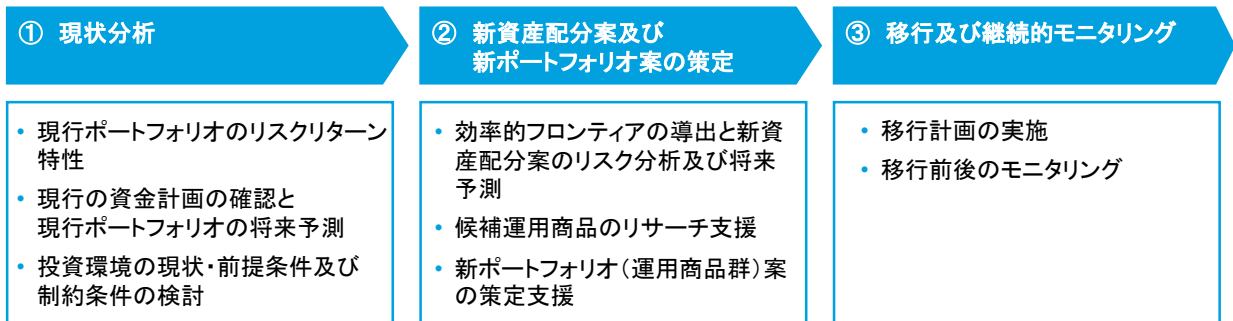 ① 現状分析
• 現行ポートフォリオのリスクリターン
特性
• 現行の資金計画の確認と
現行ポートフォリオの将来予測
• 投資環境の現状・前提条件及び
制約条件の検討
② 新資産配分案及び
新ポートフォリオ案の策定
• 効率的フロンティアの導出と新資
産配分案のリスク分析及び将来
予測
• 候補運用商品のリサーチ支援
• 新ポートフォリオ(運用商品群)案
の策定支援
③ 移行及び継続的モニタリング
• 移行計画の実施
• 移行前後のモニタリング